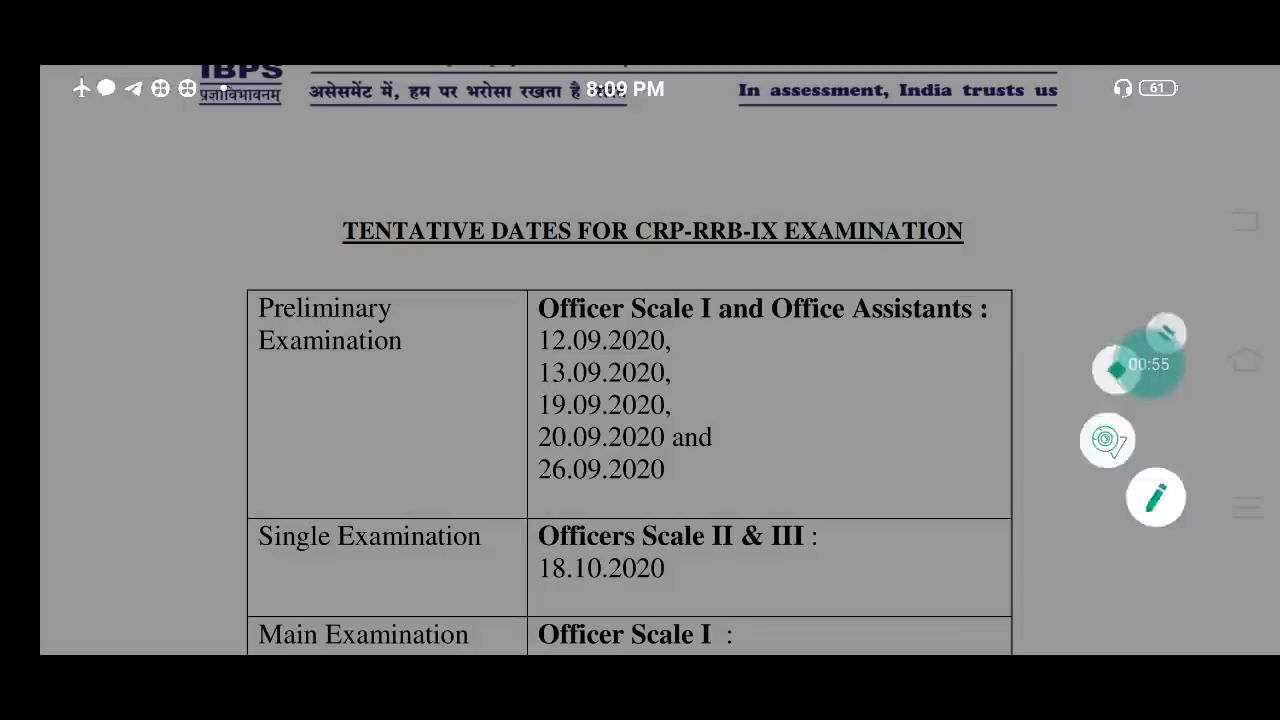 IBPS
प्रज्ञाविभावनम्
असेसमेंट में, हम पर भरोसा रखता है
8:09 PM
In assessment, India trusts us
61
TENTATIVE DATES FOR CRP-RRB-IX EXAMINATION
Preliminary Examination
Officer Scale I and Office Assistants :
12.09.2020,
13.09.2020,
19.09.2020,
20.09.2020 and
26.09.2020
00:55
Single Examination
Officers Scale II & III :
18.10.2020
Main Examination
Officer Scale I :